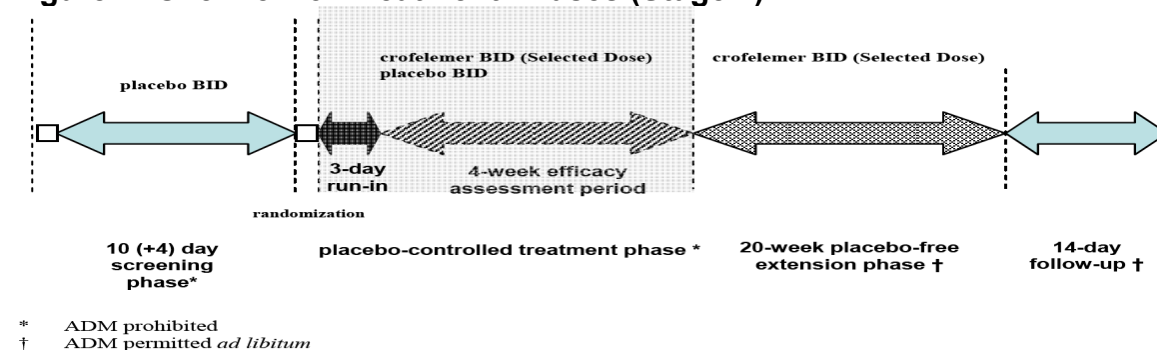 placebo BID
crofelemer BID (Selected Dose)
placebo BID
crofelemer BID (Selected Dose)
3-day
run-in
4-week efficacy
assessment period
randomization
10 (+4) day
screening
phase*
placebo-controlled treatment phase *
20-week placebo-free
extension phase †
14-day
follow-up †
* ADM prohibited
† ADM permitted ad libitum